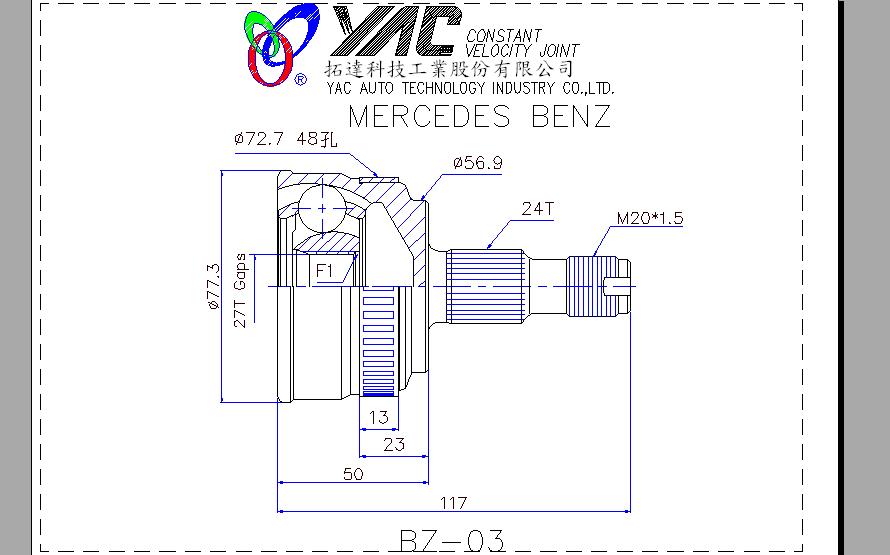 YAC CONSTANT
VELOCITY JOINT
拓達科技工業股份有限公司
®
YAC AUTO TECHNOLOGY INDUSTRY CO.,LTD.
MERCEDES BENZ
ø72.7 48孔
ø56.9
24T
M20*1.5
F1
ø77.3
27T Gaps
13
23
50
117
BZ-03